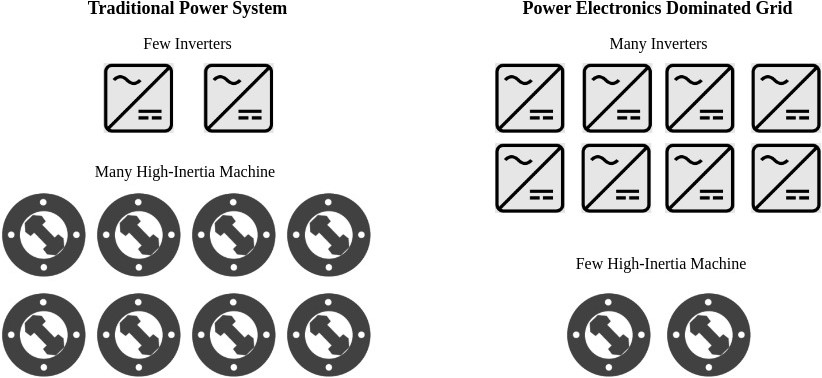 Traditional Power System
Few Inverters
Many High-Inertia Machine
Power Electronics Dominated Grid
Many Inverters
Few High-Inertia Machine